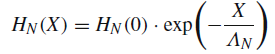 H_N(X) = H_N(0) · exp(−X/Λ_N)